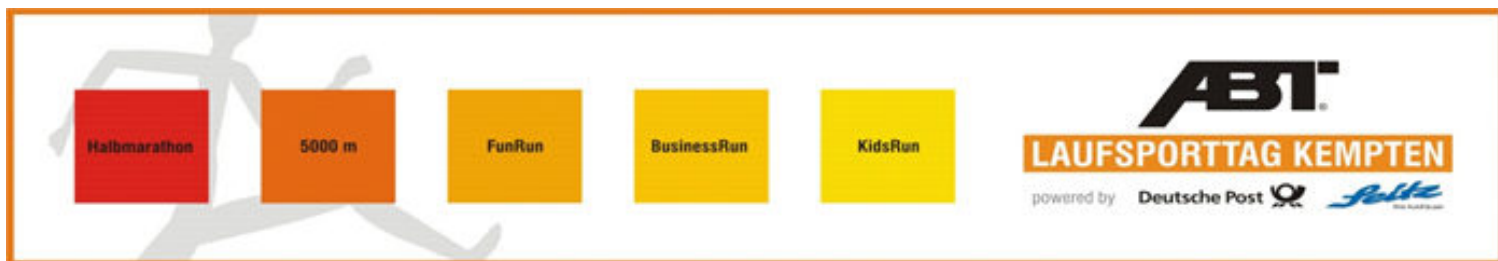 Halbmarathon
5000 m
FunRun
BusinessRun
KidsRun
ABT
LAUFSPORTTAG KEMPTEN
powered by Deutsche Post